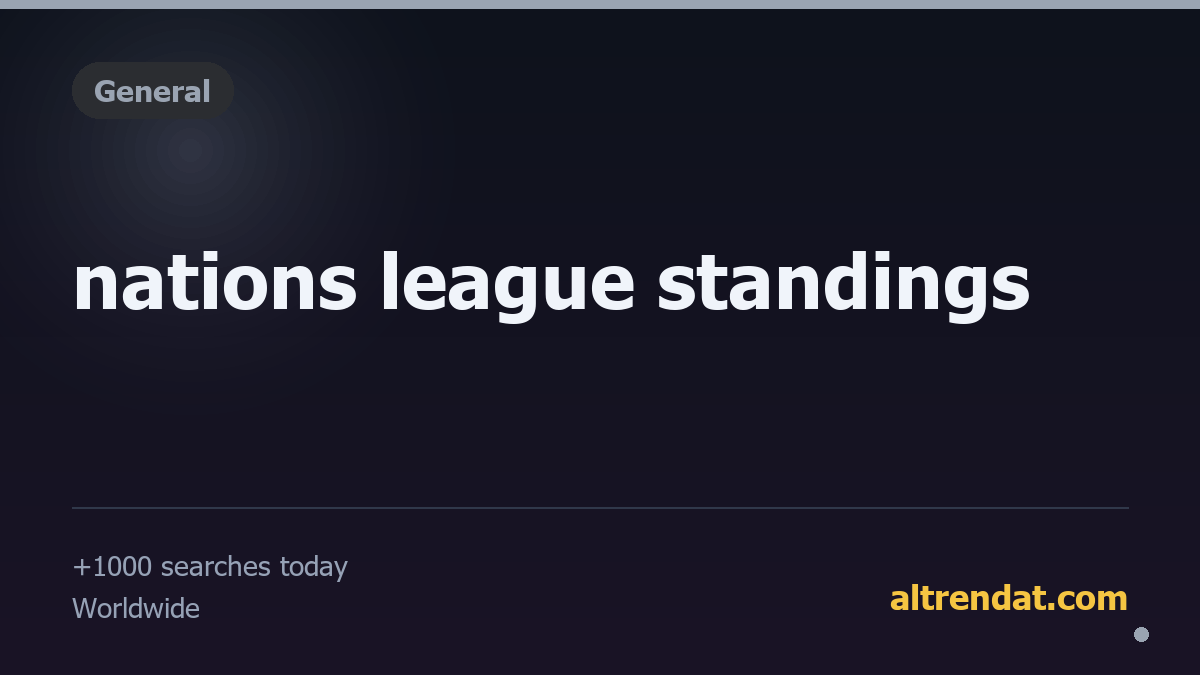 General
nations league standings
+1000 searches today
Worldwide
altrendat.com